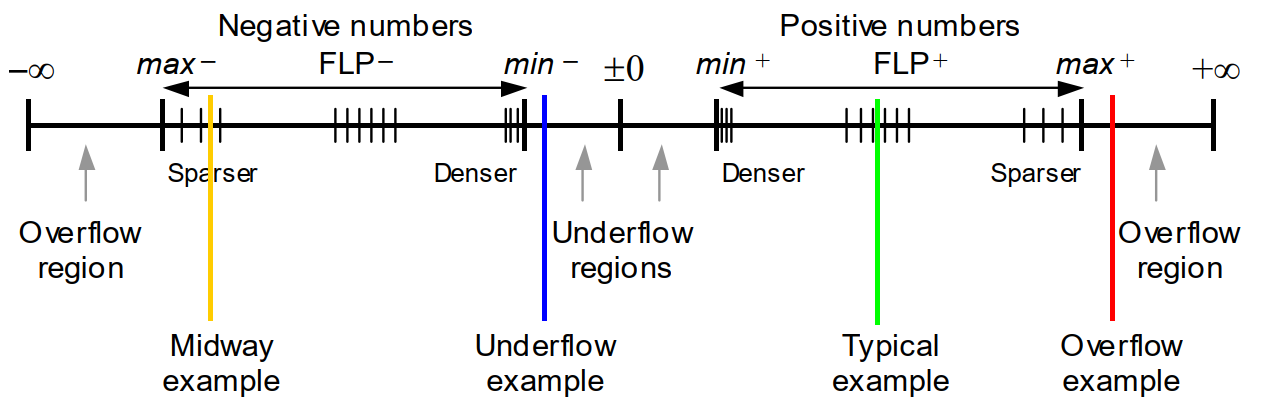 Negative numbers
Positive numbers
−∞
max−
FLP−
min−
±0
min+
FLP+
max+
+∞
Sparser
Denser
Denser
Sparser
Overflow
region
Underflow
regions
Overflow
region
Midway
example
Underflow
example
Typical
example
Overflow
example